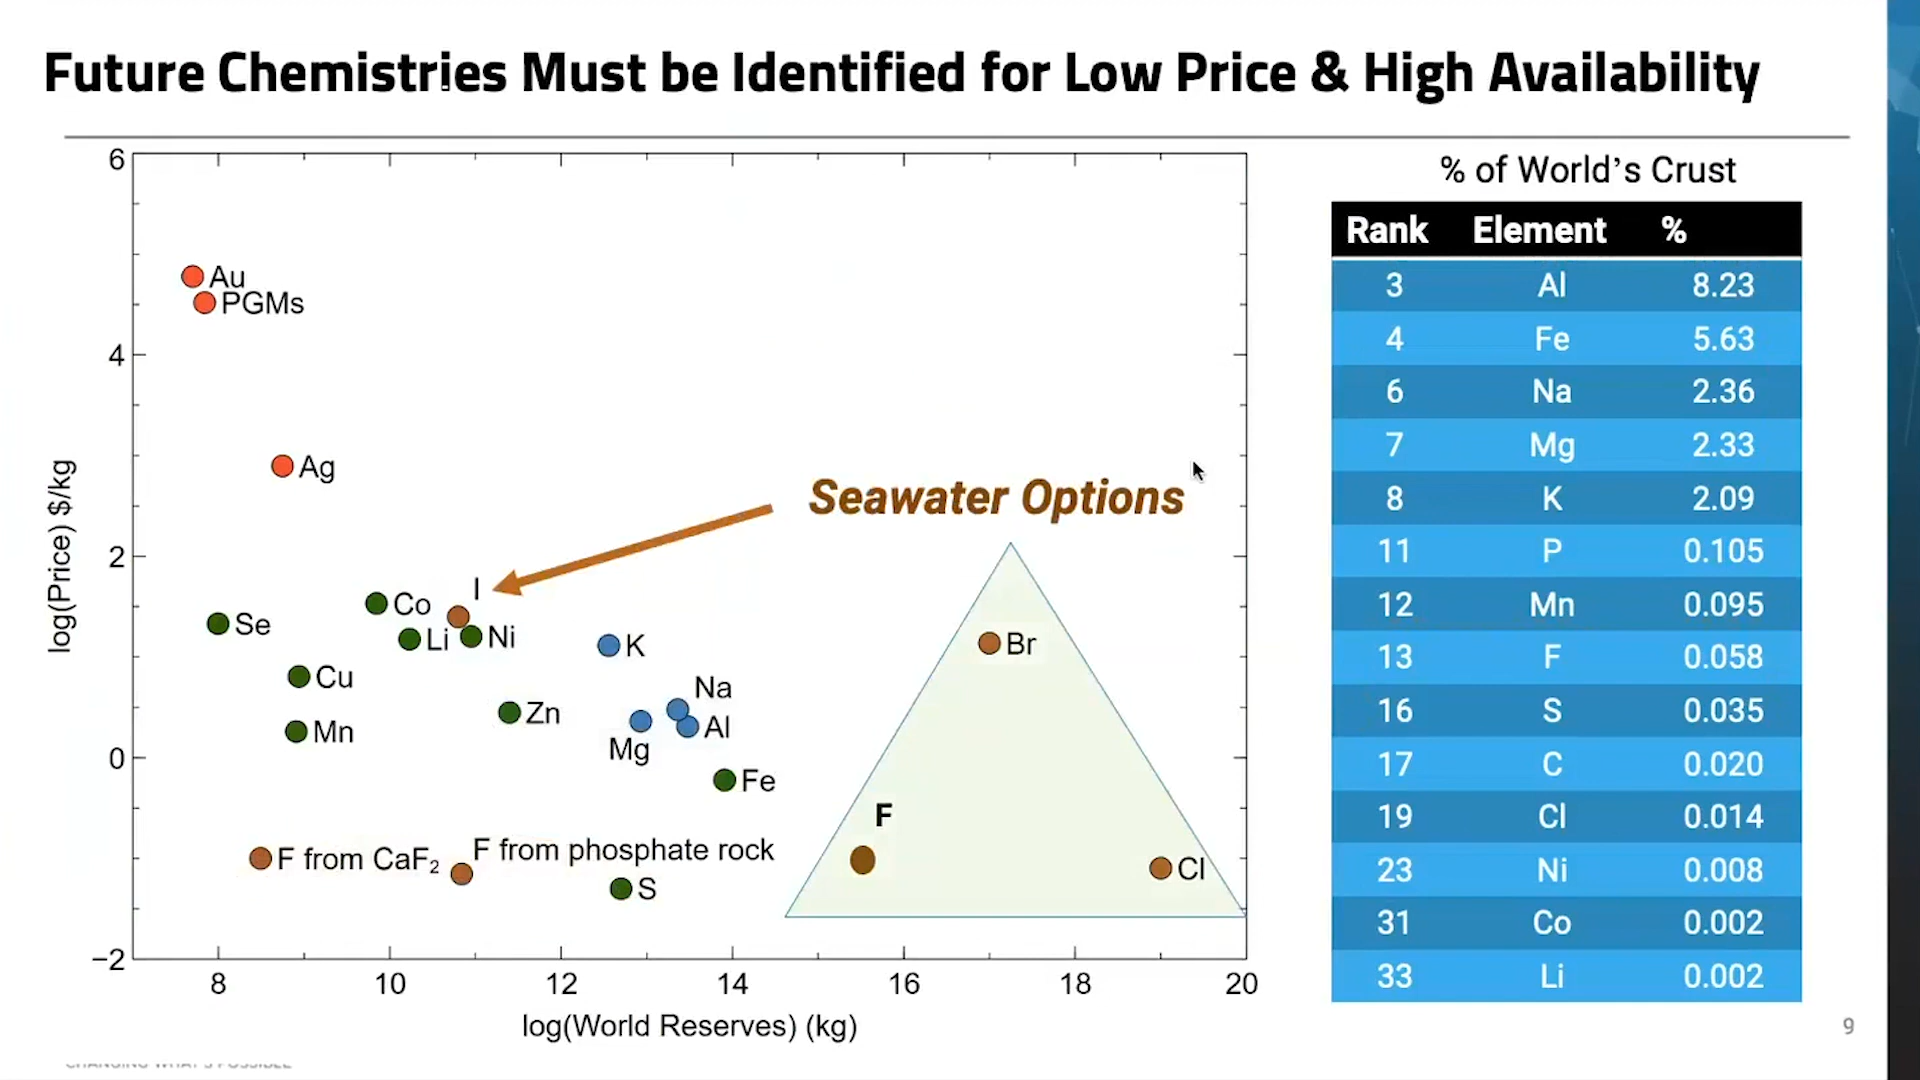 Future Chemistries Must be Identified for Low Price & High Availability
6
4
2
0
−2
log(Price) $/kg
Au
PGMs
Ag
Seawater Options
I
Co
Se
Li
Ni
K
Br
Cu
Na
Zn
Mn
Al
Mg
Fe
F
F from CaF₂
F from phosphate rock
S
Cl
8 10 12 14 16 18 20
log(World Reserves) (kg)
% of World's Crust
Rank Element %
3 Al 8.23
4 Fe 5.63
6 Na 2.36
7 Mg 2.33
8 K 2.09
11 P 0.105
12 Mn 0.095
13 F 0.058
16 S 0.035
17 C 0.020
19 Cl 0.014
23 Ni 0.008
31 Co 0.002
33 Li 0.002
9
CHANGING WHAT'S POSSIBLE